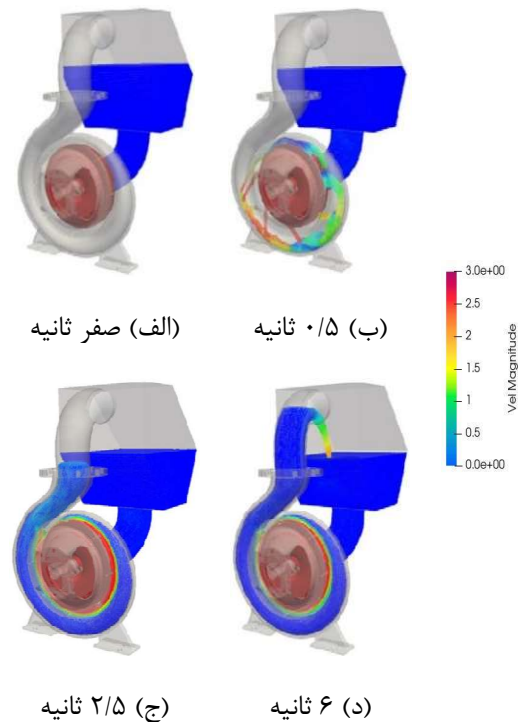 (الف) صفر ثانیه
(ب) ۰/۵ ثانیه
3.0e+00
2.5
2
1.5
1
0.5
0.0e+00
Vel Magnitude
(ج) ۲/۵ ثانیه
(د) ۶ ثانیه